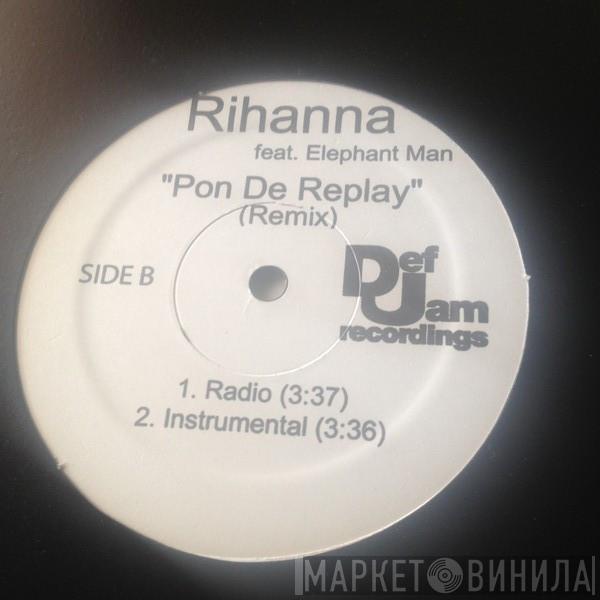 Rihanna
feat. Elephant Man
"Pon De Replay"
(Remix)
SIDE B
Def
Jam
recordings
1. Radio (3:37)
2. Instrumental (3:36)
МАРКЕТ ВИНИЛА